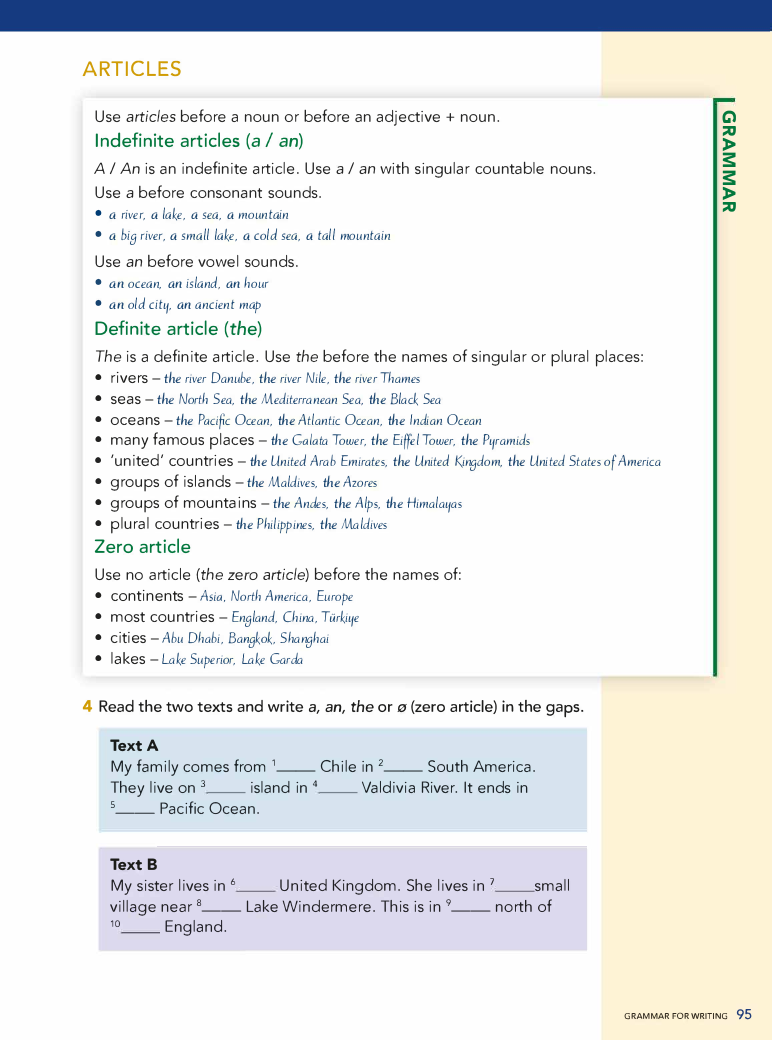 ARTICLES
Use articles before a noun or before an adjective + noun.
Indefinite articles (a / an)
A / An is an indefinite article. Use a / an with singular countable nouns.
Use a before consonant sounds.
• a river, a lake, a sea, a mountain
• a big river, a small lake, a cold sea, a tall mountain
Use an before vowel sounds.
• an ocean, an island, an hour
• an old city, an ancient map
Definite article (the)
The is a definite article. Use the before the names of singular or plural places:
• rivers – the river Danube, the river Nile, the river Thames
• seas – the North Sea, the Mediterranean Sea, the Black Sea
• oceans – the Pacific Ocean, the Atlantic Ocean, the Indian Ocean
• many famous places – the Galata Tower, the Eiffel Tower, the Pyramids
• ‘united’ countries – the United Arab Emirates, the United Kingdom, the United States of America
• groups of islands – the Maldives, the Azores
• groups of mountains – the Andes, the Alps, the Himalayas
• plural countries – the Philippines, the Maldives
Zero article
Use no article (the zero article) before the names of:
• continents – Asia, North America, Europe
• most countries – England, China, Türkiye
• cities – Abu Dhabi, Bangkok, Shanghai
• lakes – Lake Superior, Lake Garda
GRAMMAR
4 Read the two texts and write a, an, the or ø (zero article) in the gaps.
Text A
My family comes from 1_____ Chile in 2_____ South America.
They live on 3_____ island in 4_____ Valdivia River. It ends in
5_____ Pacific Ocean.
Text B
My sister lives in 6_____ United Kingdom. She lives in 7_____small
village near 8_____ Lake Windermere. This is in 9_____ north of
10_____ England.
GRAMMAR FOR WRITING 95